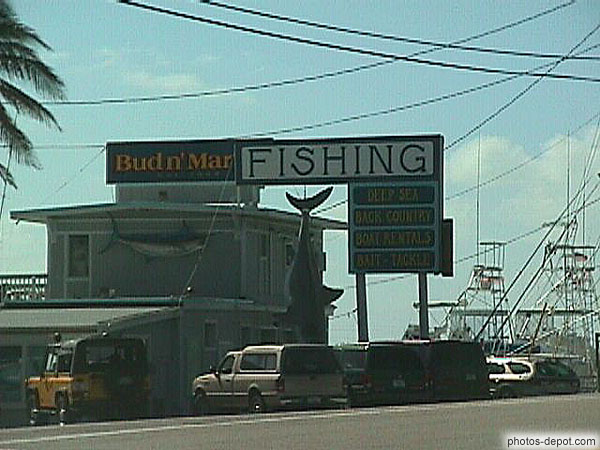 Bud n' Mar
FISHING
DEEP SEA
BACK COUNTRY
BOAT RENTALS
BAIT - TACKLE
photos-depot.com